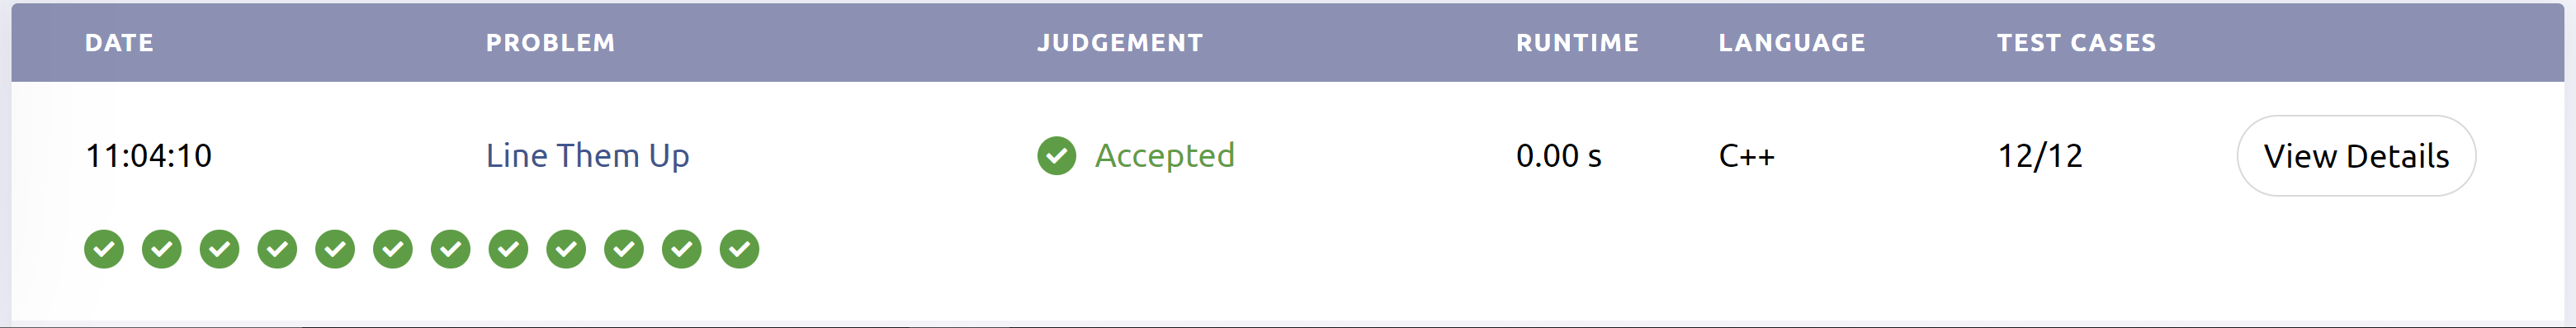 DATE PROBLEM JUDGEMENT RUNTIME LANGUAGE TEST CASES
11:04:10 Line Them Up Accepted 0.00 s C++ 12/12 View Details